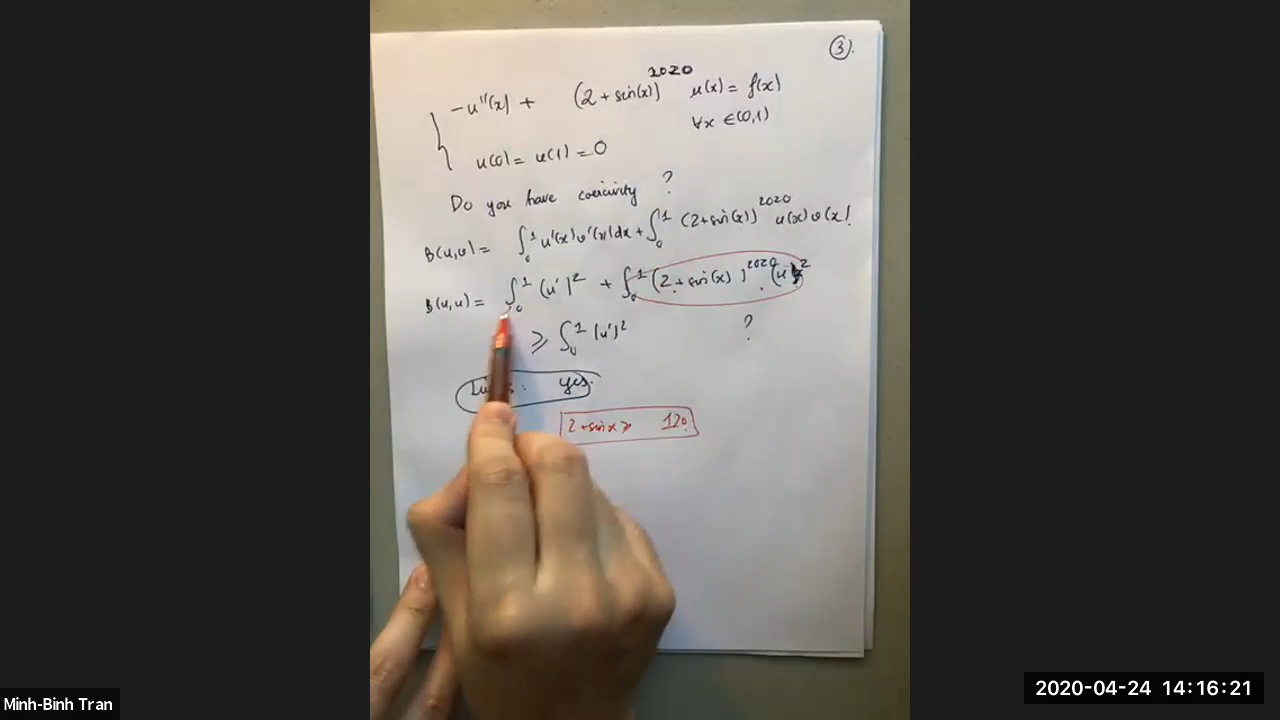 ③.
-u''(x) + (2 + sin(x))^2020 u(x) = f(x)
∀x ∈ (0,1)
u(0) = u(1) = 0
Do you have coercivity ?
B(u,v) = ∫₀¹ u'(x)v'(x)dx + ∫₀¹ (2+sin(x))^2020 u(x)v(x)
B(u,u) = ∫₀¹ (u')² + ∫₀¹ (2+sin(x))^2020 (u)²
≥ ∫₀¹ (u')² ?
yes.
2+sinx ≥ 1≥0.
Minh-Binh Tran
2020-04-24 14:16:21